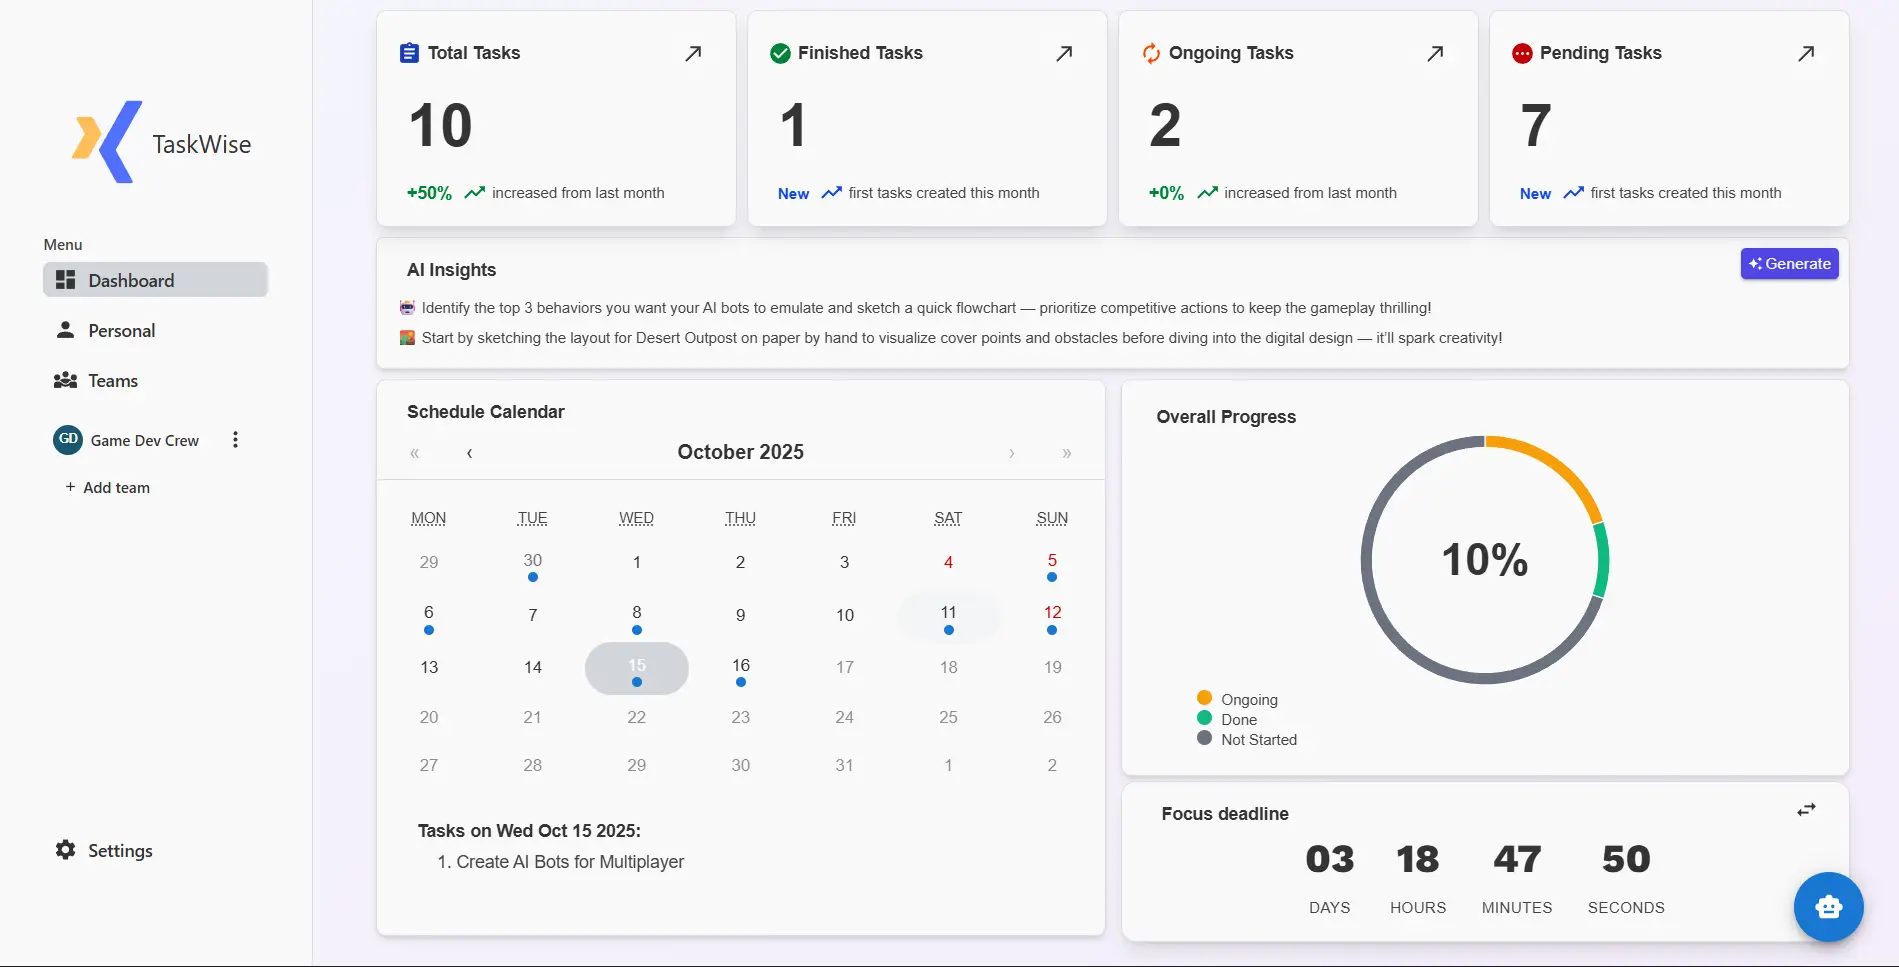 TaskWise
Menu
Dashboard
Personal
Teams
GD Game Dev Crew
+ Add team
Settings
Total Tasks
10
+50% increased from last month
Finished Tasks
1
New first tasks created this month
Ongoing Tasks
2
+0% increased from last month
Pending Tasks
7
New first tasks created this month
AI Insights
Generate
Identify the top 3 behaviors you want your AI bots to emulate and sketch a quick flowchart — prioritize competitive actions to keep the gameplay thrilling!
Start by sketching the layout for Desert Outpost on paper by hand to visualize cover points and obstacles before diving into the digital design — it'll spark creativity!
Schedule Calendar
« ‹ October 2025 › »
MON TUE WED THU FRI SAT SUN
29 30 1 2 3 4 5
6 7 8 9 10 11 12
13 14 15 16 17 18 19
20 21 22 23 24 25 26
27 28 29 30 31 1 2
Tasks on Wed Oct 15 2025:
1. Create AI Bots for Multiplayer
Overall Progress
10%
Ongoing
Done
Not Started
Focus deadline
03 18 47 50
DAYS HOURS MINUTES SECONDS